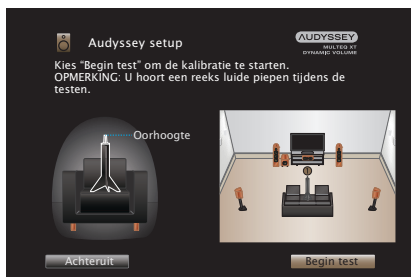 Audyssey setup
AUDYSSEY
MULTEQ XT
DYNAMIC VOLUME
Kies “Begin test” om de kalibratie te starten.
OPMERKING: U hoort een reeks luide piepen tijdens de
testen.
Oorhoogte
Achteruit
Begin test